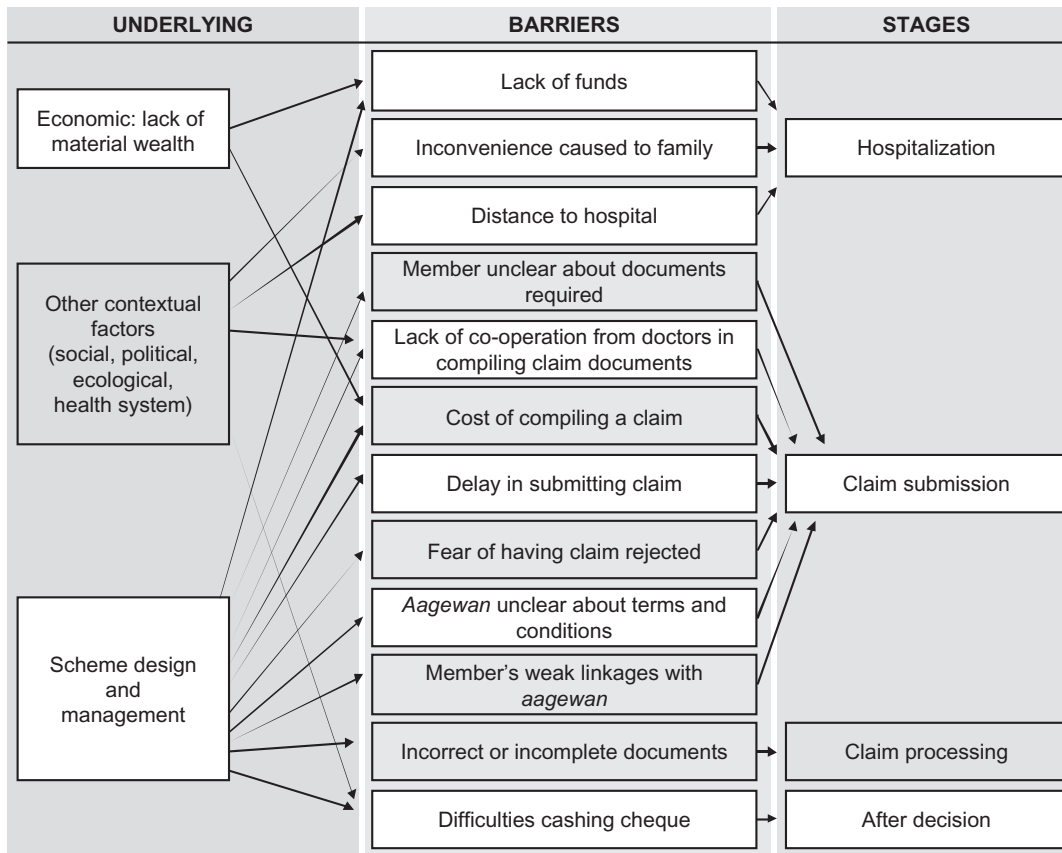 UNDERLYING
BARRIERS
STAGES
Economic: lack of
material wealth
Other contextual
factors
(social, political,
ecological,
health system)
Scheme design
and
management
Lack of funds
Inconvenience caused to family
Distance to hospital
Member unclear about documents
required
Lack of co-operation from doctors in
compiling claim documents
Cost of compiling a claim
Delay in submitting claim
Fear of having claim rejected
Aagewan unclear about terms and
conditions
Member's weak linkages with
aagewan
Incorrect or incomplete documents
Difficulties cashing cheque
Hospitalization
Claim submission
Claim processing
After decision